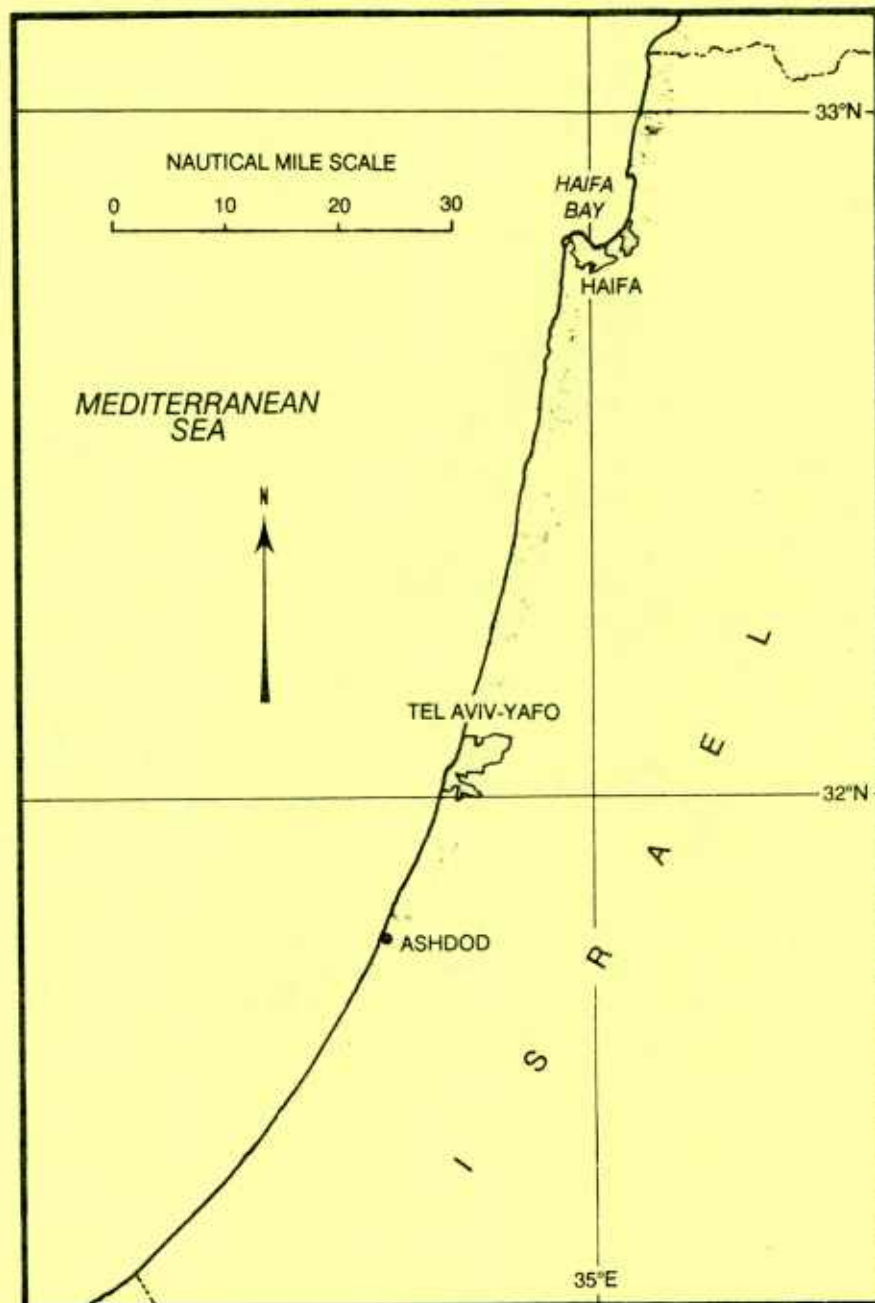 33°N
NAUTICAL MILE SCALE
0 10 20 30
HAIFA
BAY
HAIFA
MEDITERRANEAN
SEA
N
TEL AVIV-YAFO
32°N
ASHDOD
ISRAEL
35°E